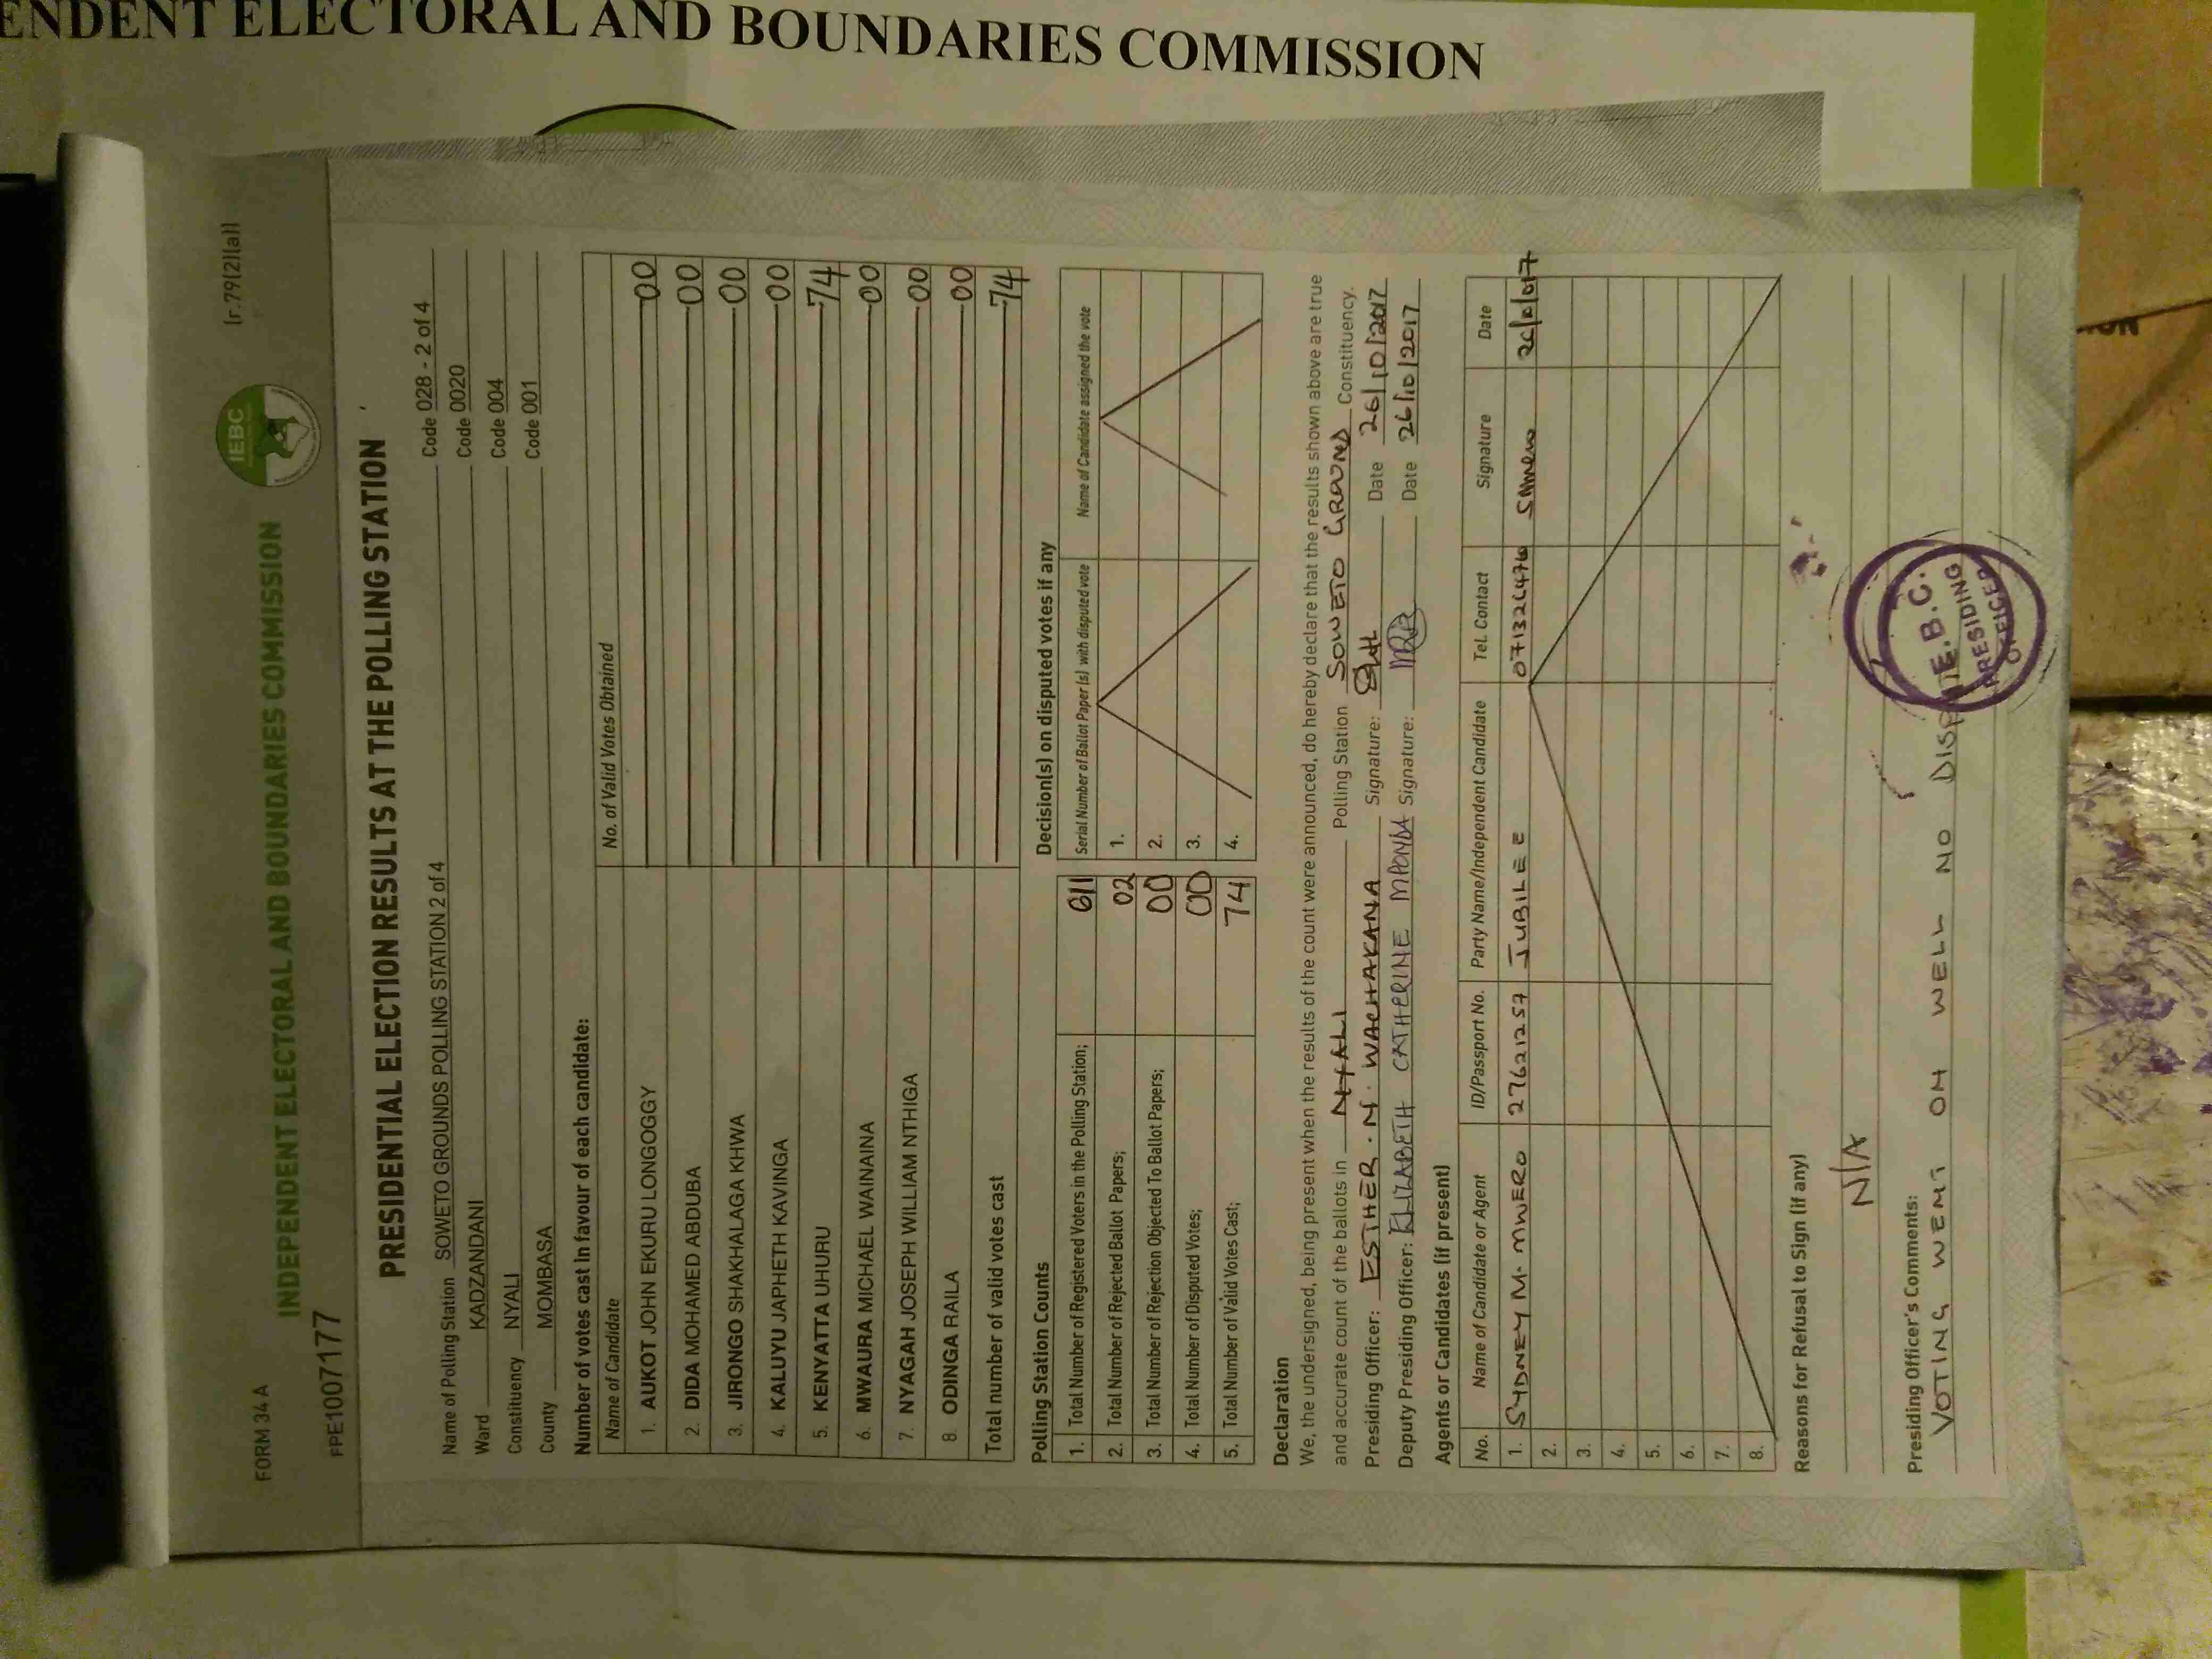 ENDENT ELECTORAL AND BOUNDARIES COMMISSION
FORM 34A
(r.79(2)(a))
INDEPENDENT ELECTORAL AND BOUNDARIES COMMISSION
IEBC
FPE1007177
PRESIDENTIAL ELECTION RESULTS AT THE POLLING STATION
Name of Polling Station SOWETO GROUNDS POLLING STATION 2 of 4 Code 028 - 2 of 4
Ward KADZANDANI Code 0020
Constituency NYALI Code 004
County MOMBASA Code 001
Number of votes cast in favour of each candidate:
Name of Candidate No. of Valid Votes Obtained
1. AUKOT JOHN EKURU LONGOGGY 00
2. DIDA MOHAMED ABDUBA 00
3. JIRONGO SHAKHALAGA KHWA 00
4. KALUYU JAPHETH KAVINGA 00
5. KENYATTA UHURU 74
6. MWAURA MICHAEL WAINAINA 00
7. NYAGAH JOSEPH WILLIAM NTHIGA 00
8. ODINGA RAILA 00
Total number of valid votes cast 74
Polling Station Counts
1. Total Number of Registered Voters in the Polling Station; 611
2. Total Number of Rejected Ballot Papers; 02
3. Total Number of Rejection Objected To Ballot Papers; 00
4. Total Number of Disputed Votes; 00
5. Total Number of Valid Votes Cast; 74
Decision(s) on disputed votes if any
Serial Number of Ballot Paper (s) with disputed vote Name of Candidate assigned the vote
1.
2.
3.
4.
Declaration
We, the undersigned, being present when the results of the count were announced, do hereby declare that the results shown above are true
and accurate count of the ballots in NYALI Polling Station SOWETO GROUND Constituency.
Presiding Officer: ESTHER. N. WACHAKANA Signature: Date 26/10/2017
Deputy Presiding Officer: ELIZABETH CATHERINE MPONDA Signature: Date 26/10/2017
Agents or Candidates (if present)
No. Name of Candidate or Agent ID/Passport No. Party Name/Independent Candidate Tel. Contact Signature Date
1. SYDNEY M. MWERO 27621257 JUBILEE
2.
3.
4.
5.
6.
7.
8.
Reasons for Refusal to Sign (if any)
N/A
Presiding Officer's Comments:
VOTING WENT ON WELL NO
I.E.B.C.
PRESIDING
OFFICER